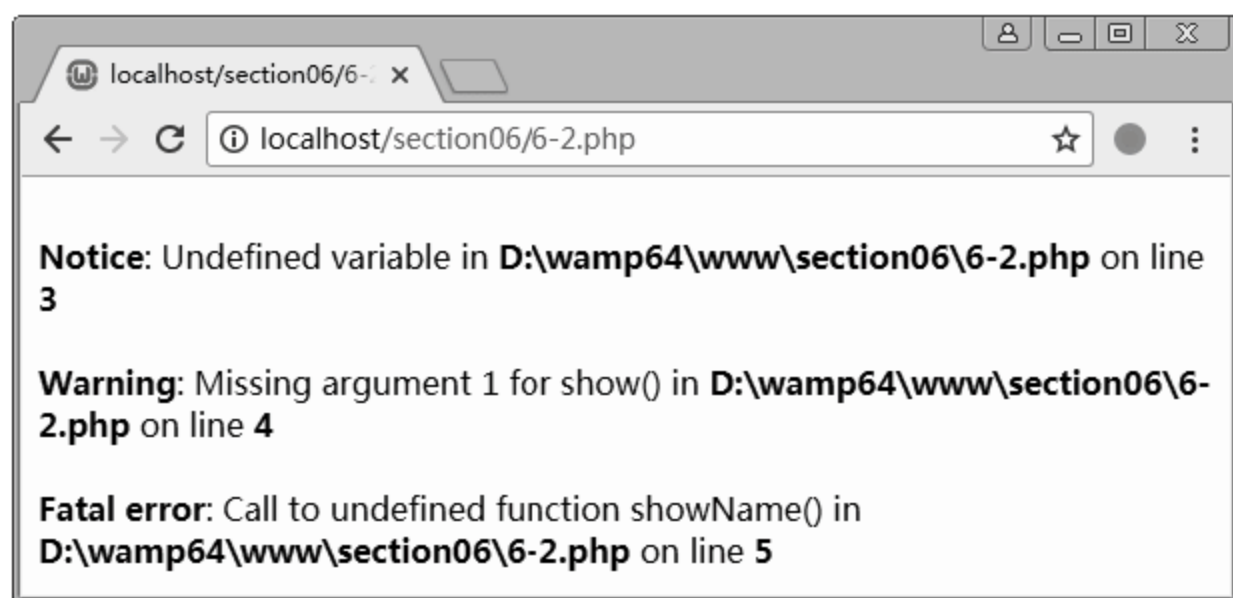 localhost/section06/6-
localhost/section06/6-2.php
Notice: Undefined variable in D:\wamp64\www\section06\6-2.php on line
3
Warning: Missing argument 1 for show() in D:\wamp64\www\section06\6-
2.php on line 4
Fatal error: Call to undefined function showName() in
D:\wamp64\www\section06\6-2.php on line 5